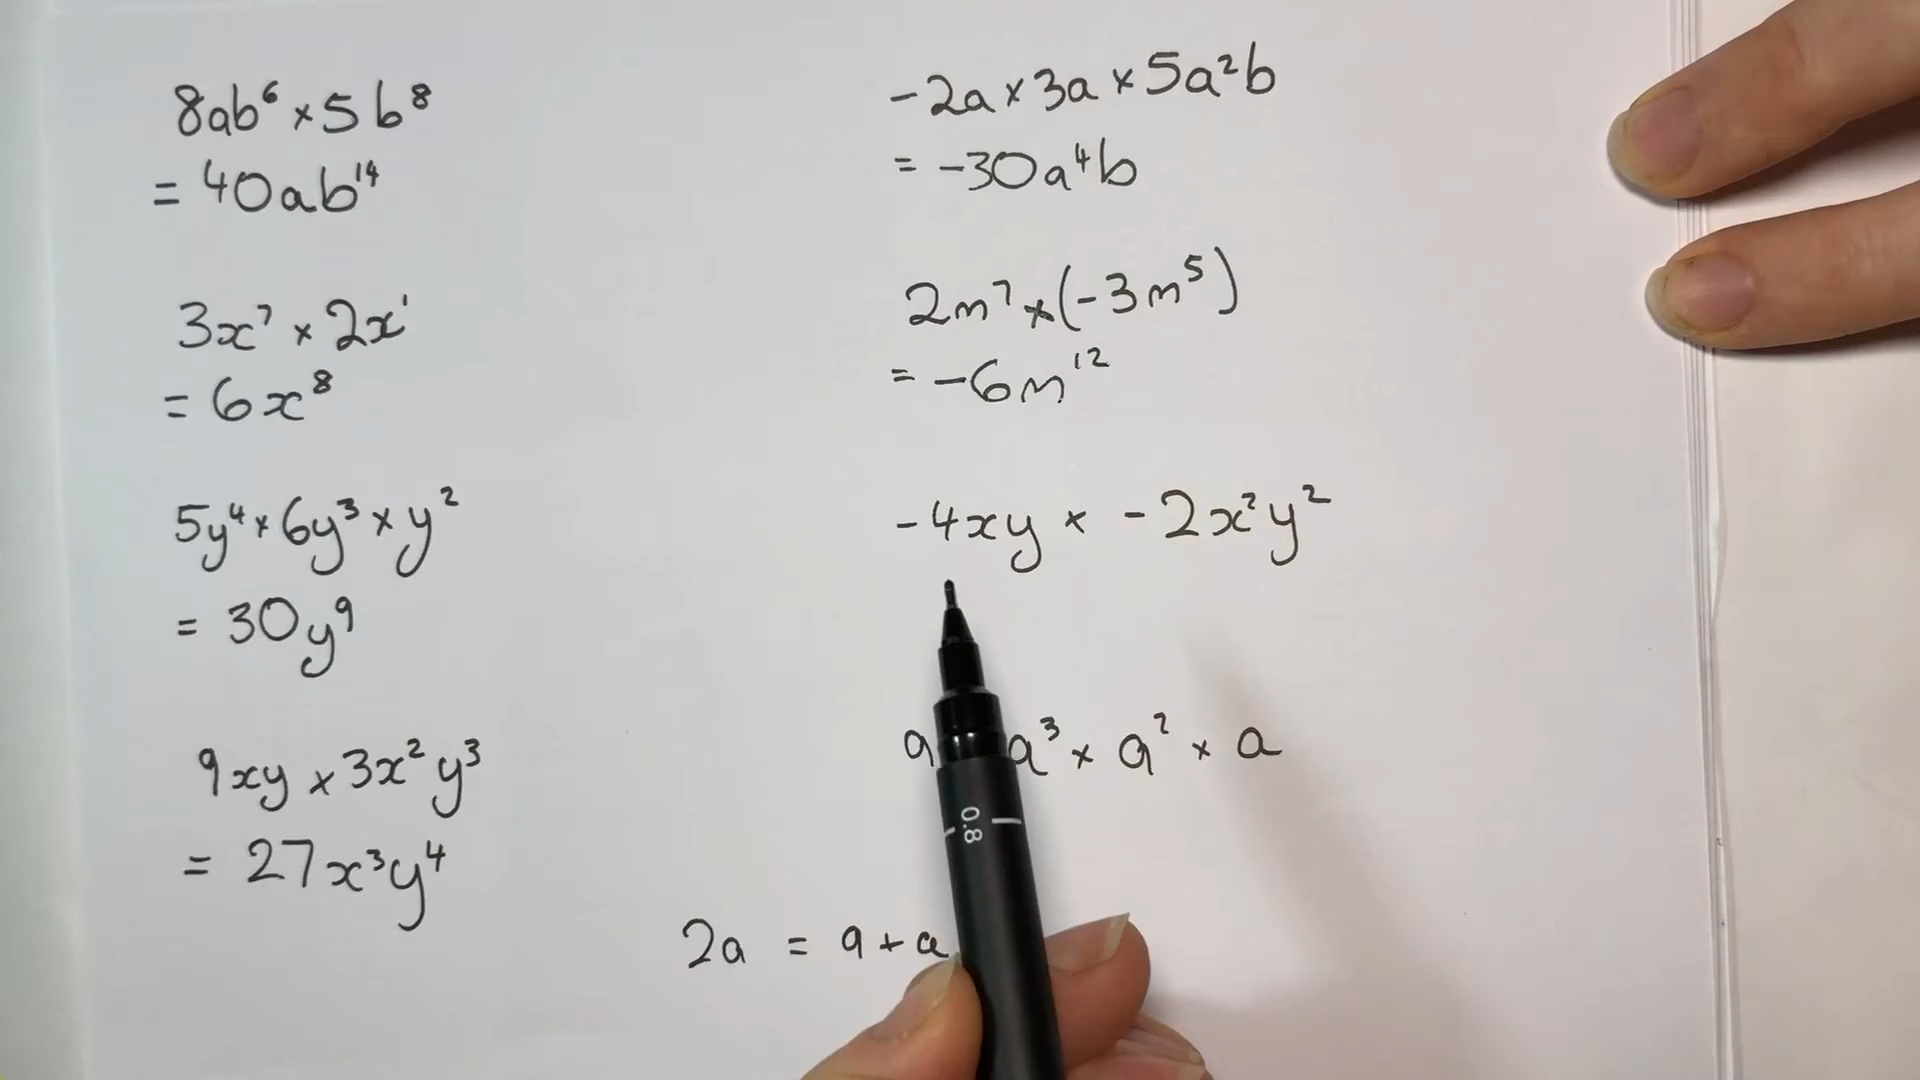 8ab⁶ × 5b⁸
= 40ab¹⁴
3x⁷ × 2x¹
= 6x⁸
5y⁴ × 6y³ × y²
= 30y⁹
9xy × 3x²y³
= 27x³y⁴
-2a × 3a × 5a²b
= -30a⁴b
2m⁷ × (-3m⁵)
= -6m¹²
-4xy × -2x²y²
a a³ × a² × a
2a = a + a
0.8